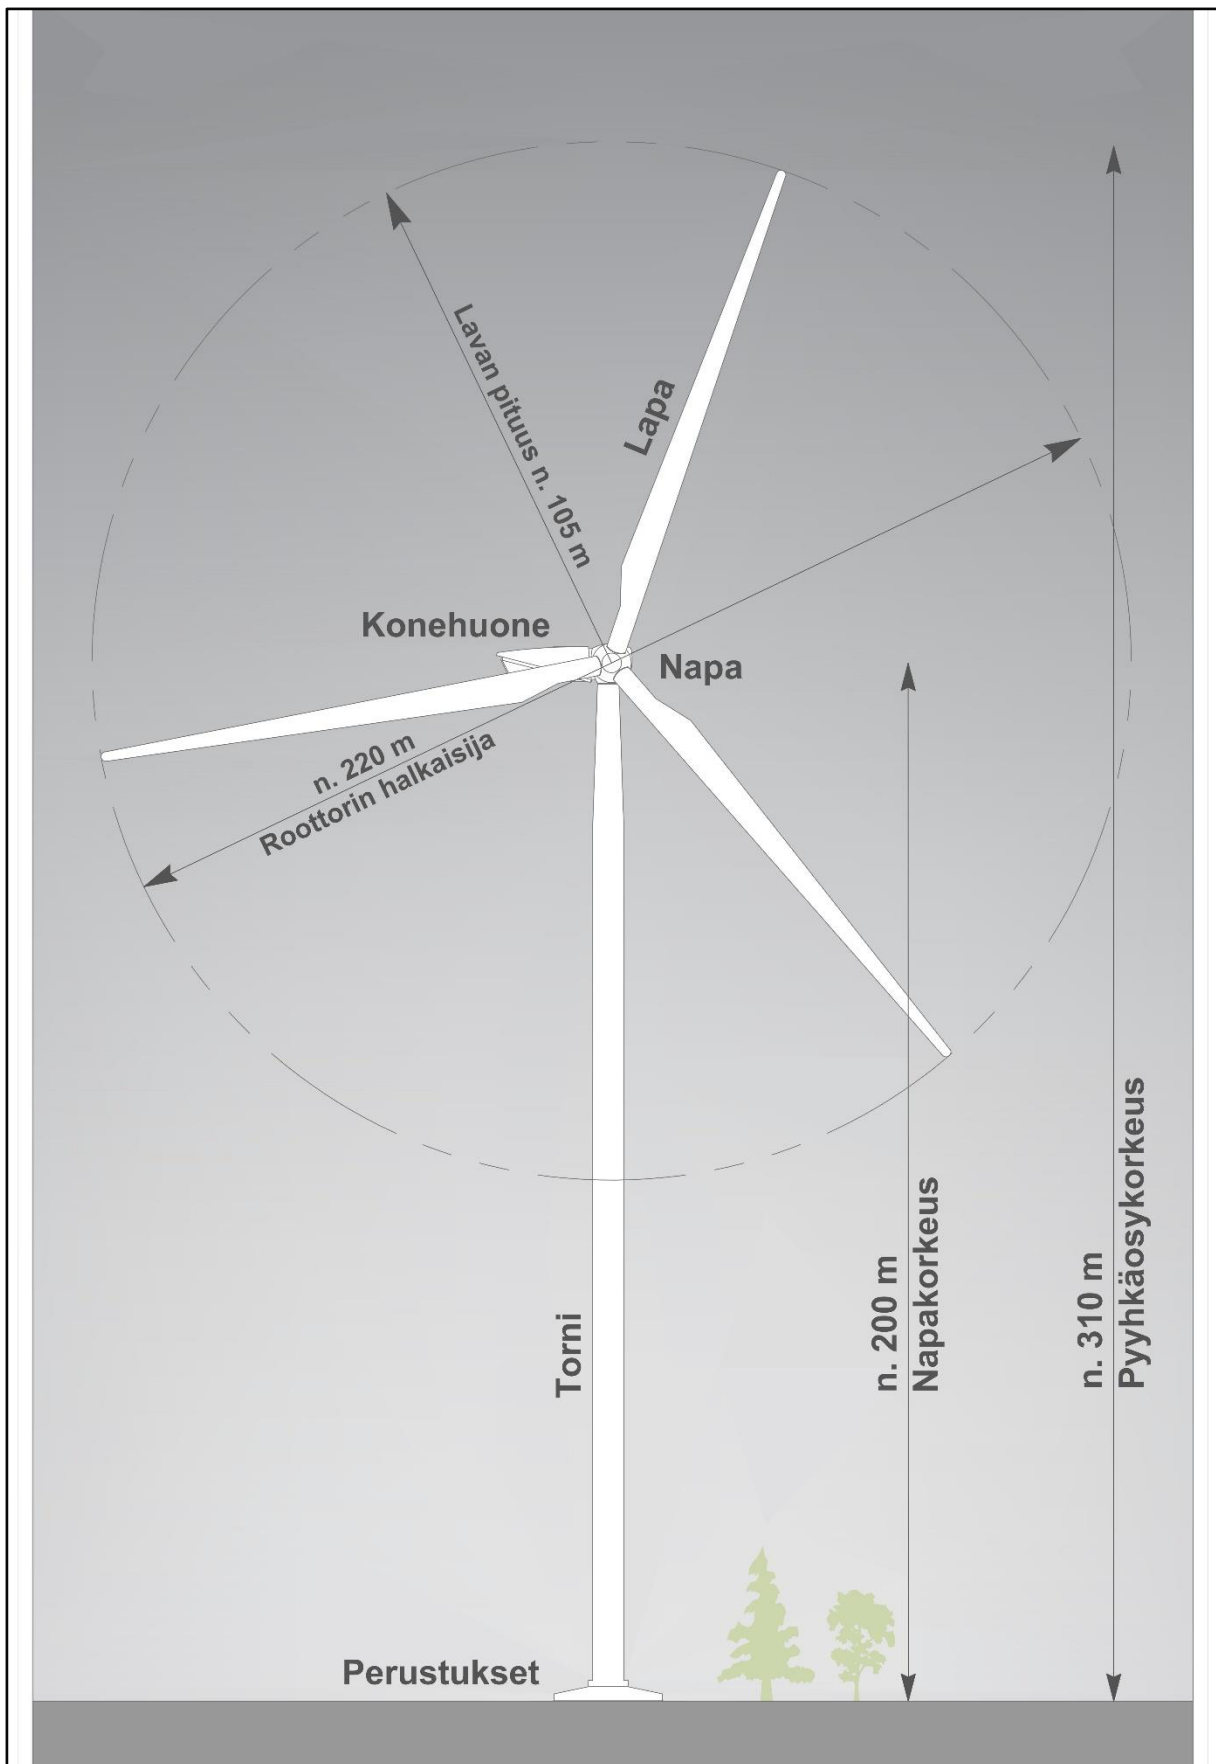 Lavan pituus n. 105 m
Lapa
Konehuone
Napa
n. 220 m
Roottorin halkaisija
Torni
n. 200 m
Napakorkeus
n. 310 m
Pyyhkäosykorkeus
Perustukset